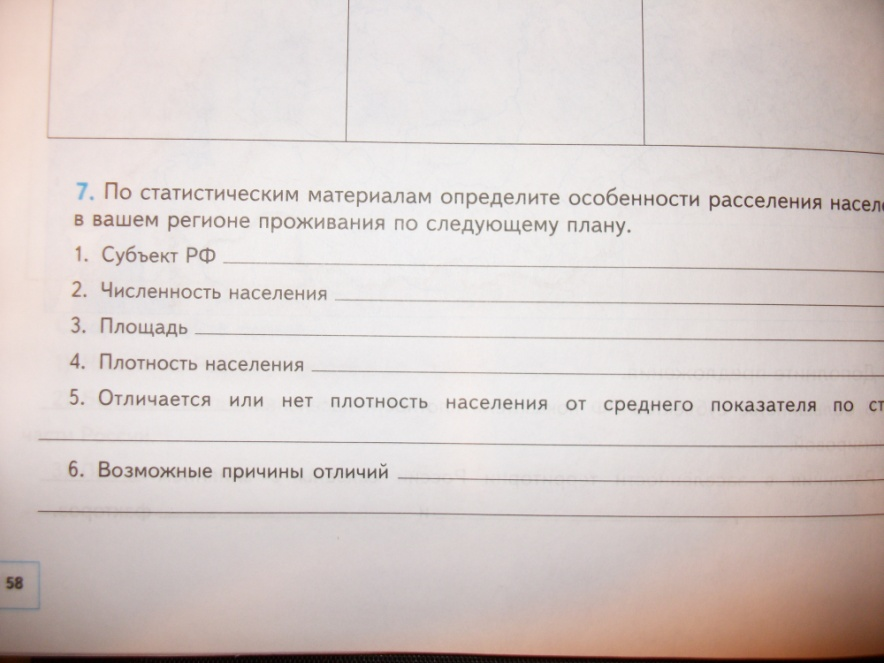 7. По статистическим материалам определите особенности расселения
в вашем регионе проживания по следующему плану.
1. Субъект РФ
2. Численность населения
3. Площадь
4. Плотность населения
5. Отличается или нет плотность населения от среднего показателя по
6. Возможные причины отличий
58